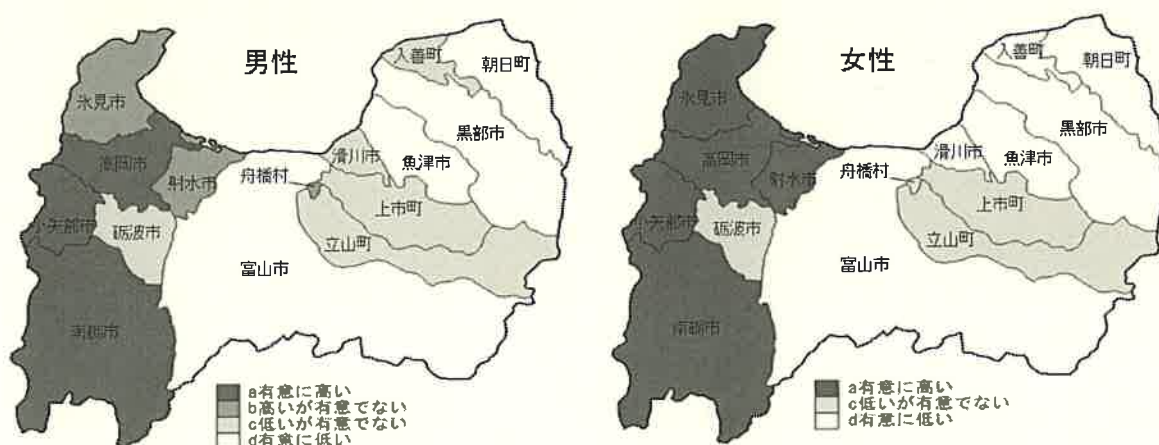 男性
入善町
朝日町
氷見市
黒部市
高岡市
滑川市
魚津市
射水市
舟橋村
上市町
小矢部市
砺波市
立山町
富山市
南砺市
a有意に高い
b高いが有意でない
c低いが有意でない
d有意に低い
女性
入善町
朝日町
氷見市
黒部市
高岡市
滑川市
魚津市
射水市
舟橋村
上市町
小矢部市
砺波市
立山町
富山市
南砺市
a有意に高い
c低いが有意でない
d有意に低い